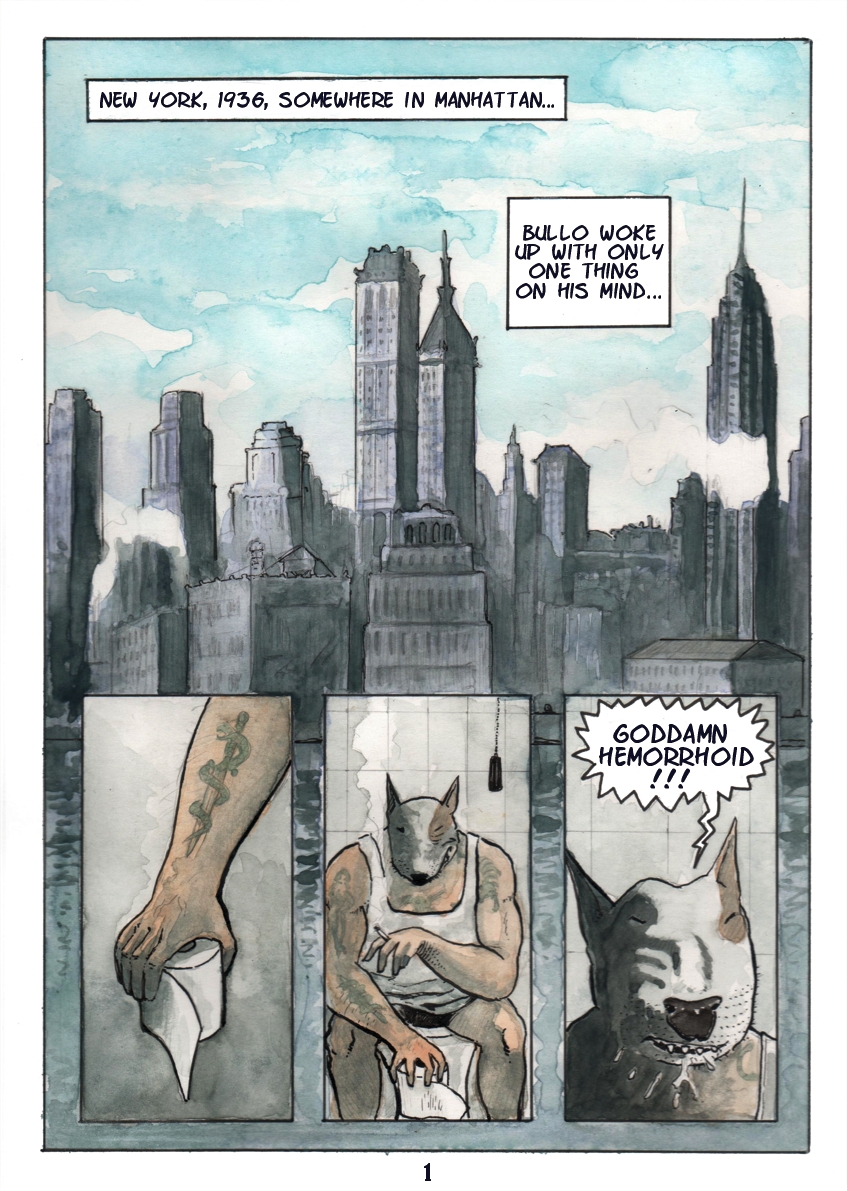 NEW YORK, 1936, SOMEWHERE IN MANHATTAN...
BULLO WOKE
UP WITH ONLY
ONE THING
ON HIS MIND...
GODDAMN
HEMORRHOID
!!!
1